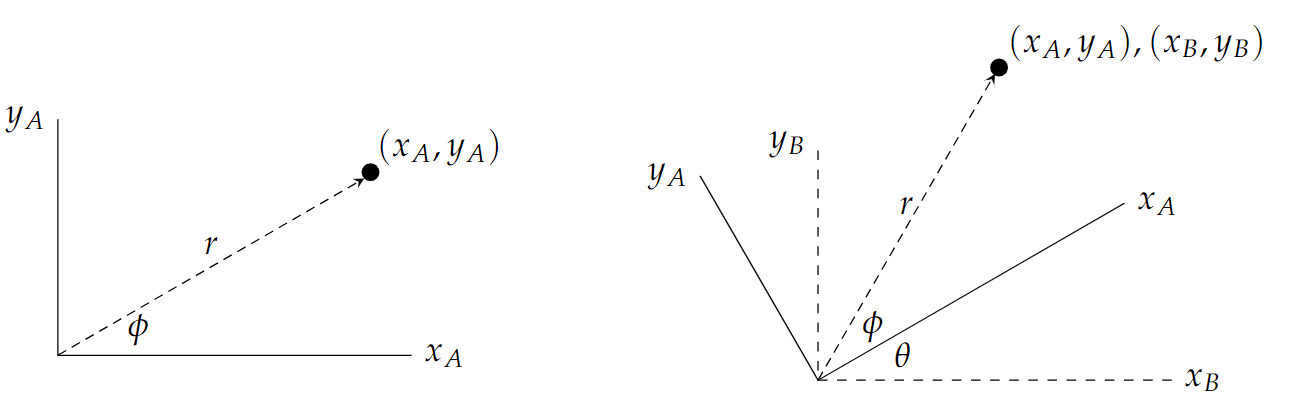 y_A
(x_A, y_A)
r
ϕ
x_A
(x_A, y_A), (x_B, y_B)
y_B
y_A
x_A
r
ϕ
θ
x_B